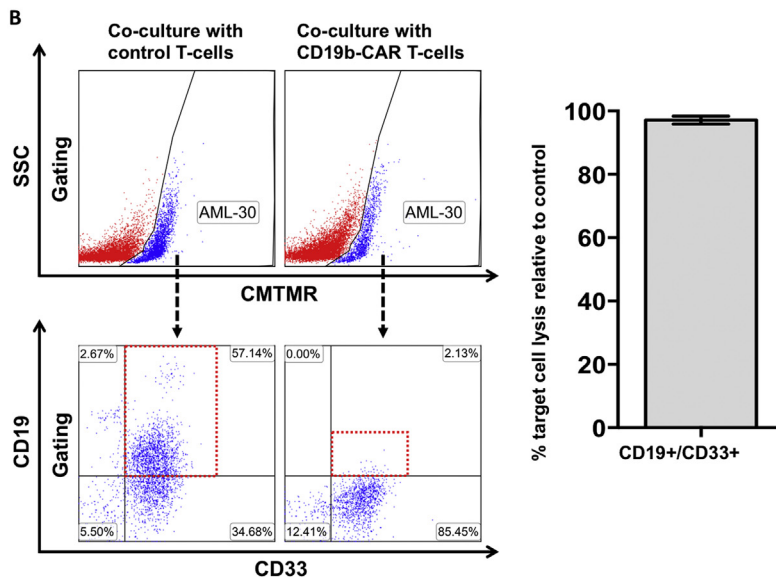 B
Co-culture with
control T-cells
Co-culture with
CD19b-CAR T-cells
SSC
Gating
AML-30
AML-30
CMTMR
CD19
Gating
2.67%
57.14%
5.50%
34.68%
0.00%
2.13%
12.41%
85.45%
CD33
% target cell lysis relative to control
100
80
60
40
20
0
CD19+/CD33+